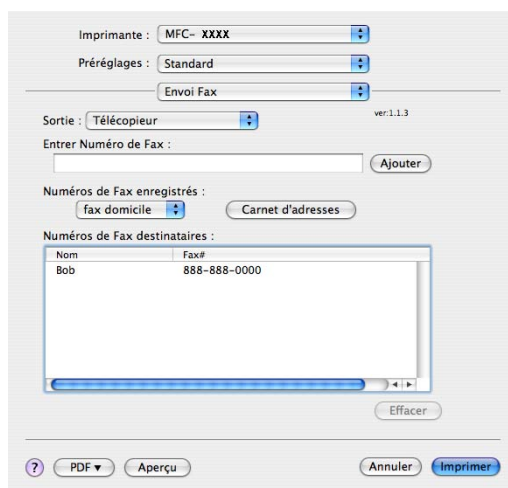 Imprimante : MFC- XXXX
Préréglages : Standard
Envoi Fax
Sortie : Télécopieur
ver:1.1.3
Entrer Numéro de Fax :
Ajouter
Numéros de Fax enregistrés :
fax domicile Carnet d'adresses
Numéros de Fax destinataires :
Nom Fax#
Bob 888-888-0000
Effacer
? PDF▼ Aperçu Annuler Imprimer